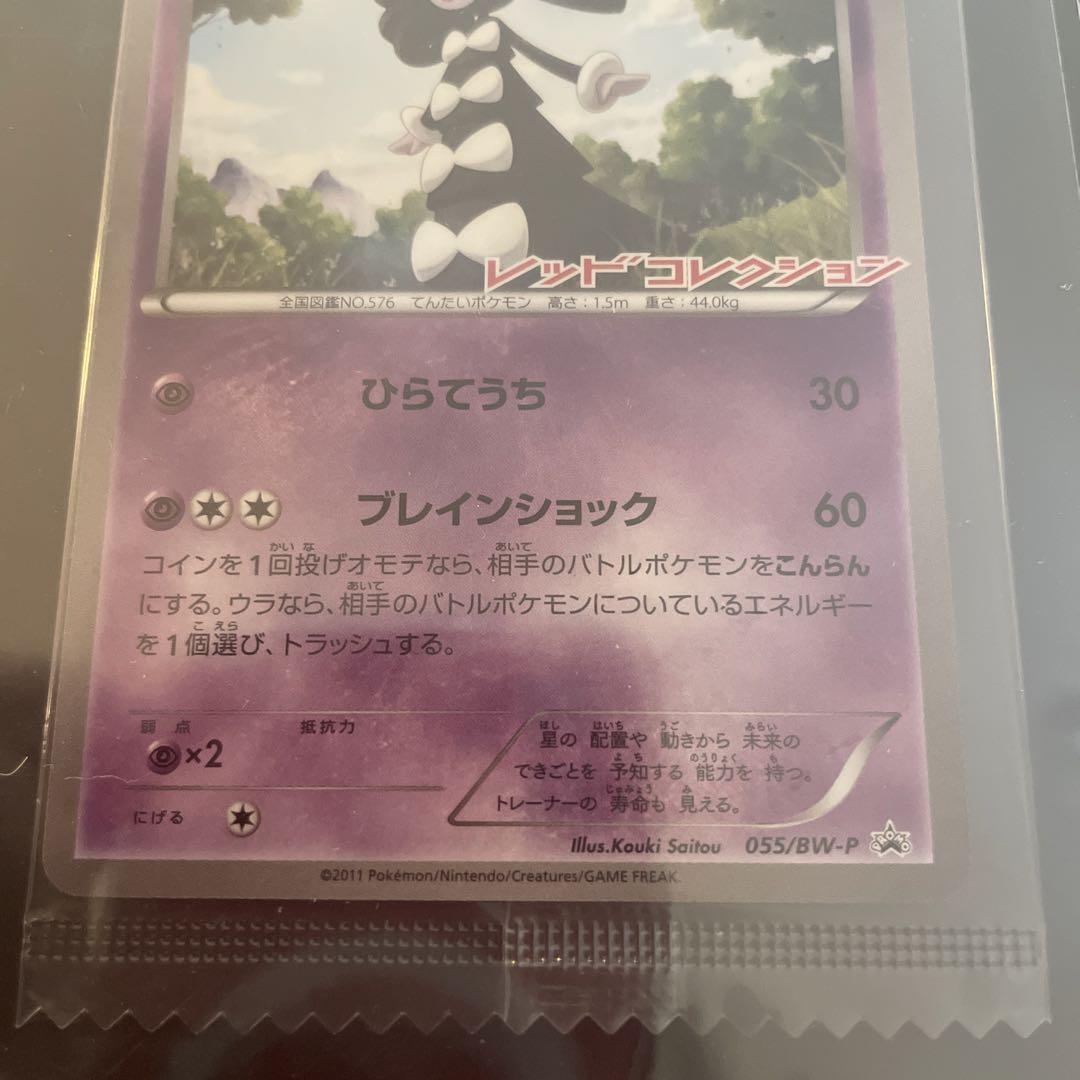 レッドコレクション
全国図鑑NO.576 てんたいポケモン 高さ：1.5m 重さ：44.0kg
ひらてうち 30
ブレインショック 60
コインを1回投げオモテなら、相手のバトルポケモンをこんらん
にする。ウラなら、相手のバトルポケモンについているエネルギー
を1個選び、トラッシュする。
弱点 抵抗力
×2
にげる
星の 配置や 動きから 未来の
できごとを 予知する 能力を 持つ。
トレーナーの 寿命も 見える。
Illus.Kouki Saitou 055/BW-P
PROMO
©2011 Pokémon/Nintendo/Creatures/GAME FREAK.